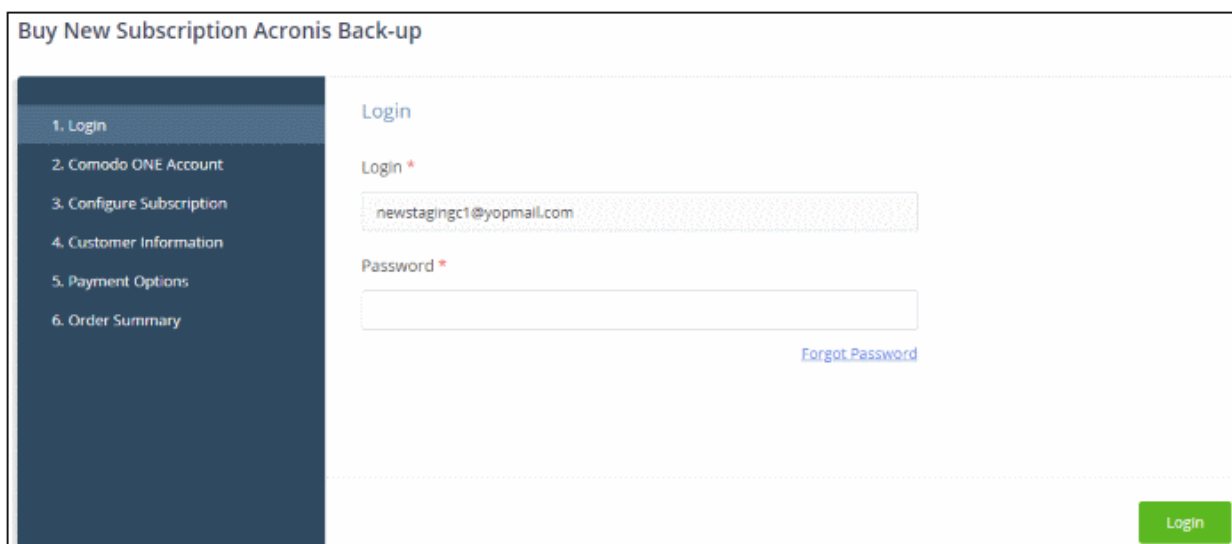 Buy New Subscription Acronis Back-up
1. Login
2. Comodo ONE Account
3. Configure Subscription
4. Customer Information
5. Payment Options
6. Order Summary
Login
Login *
newstagingc1@yopmail.com
Password *
Forgot Password
Login